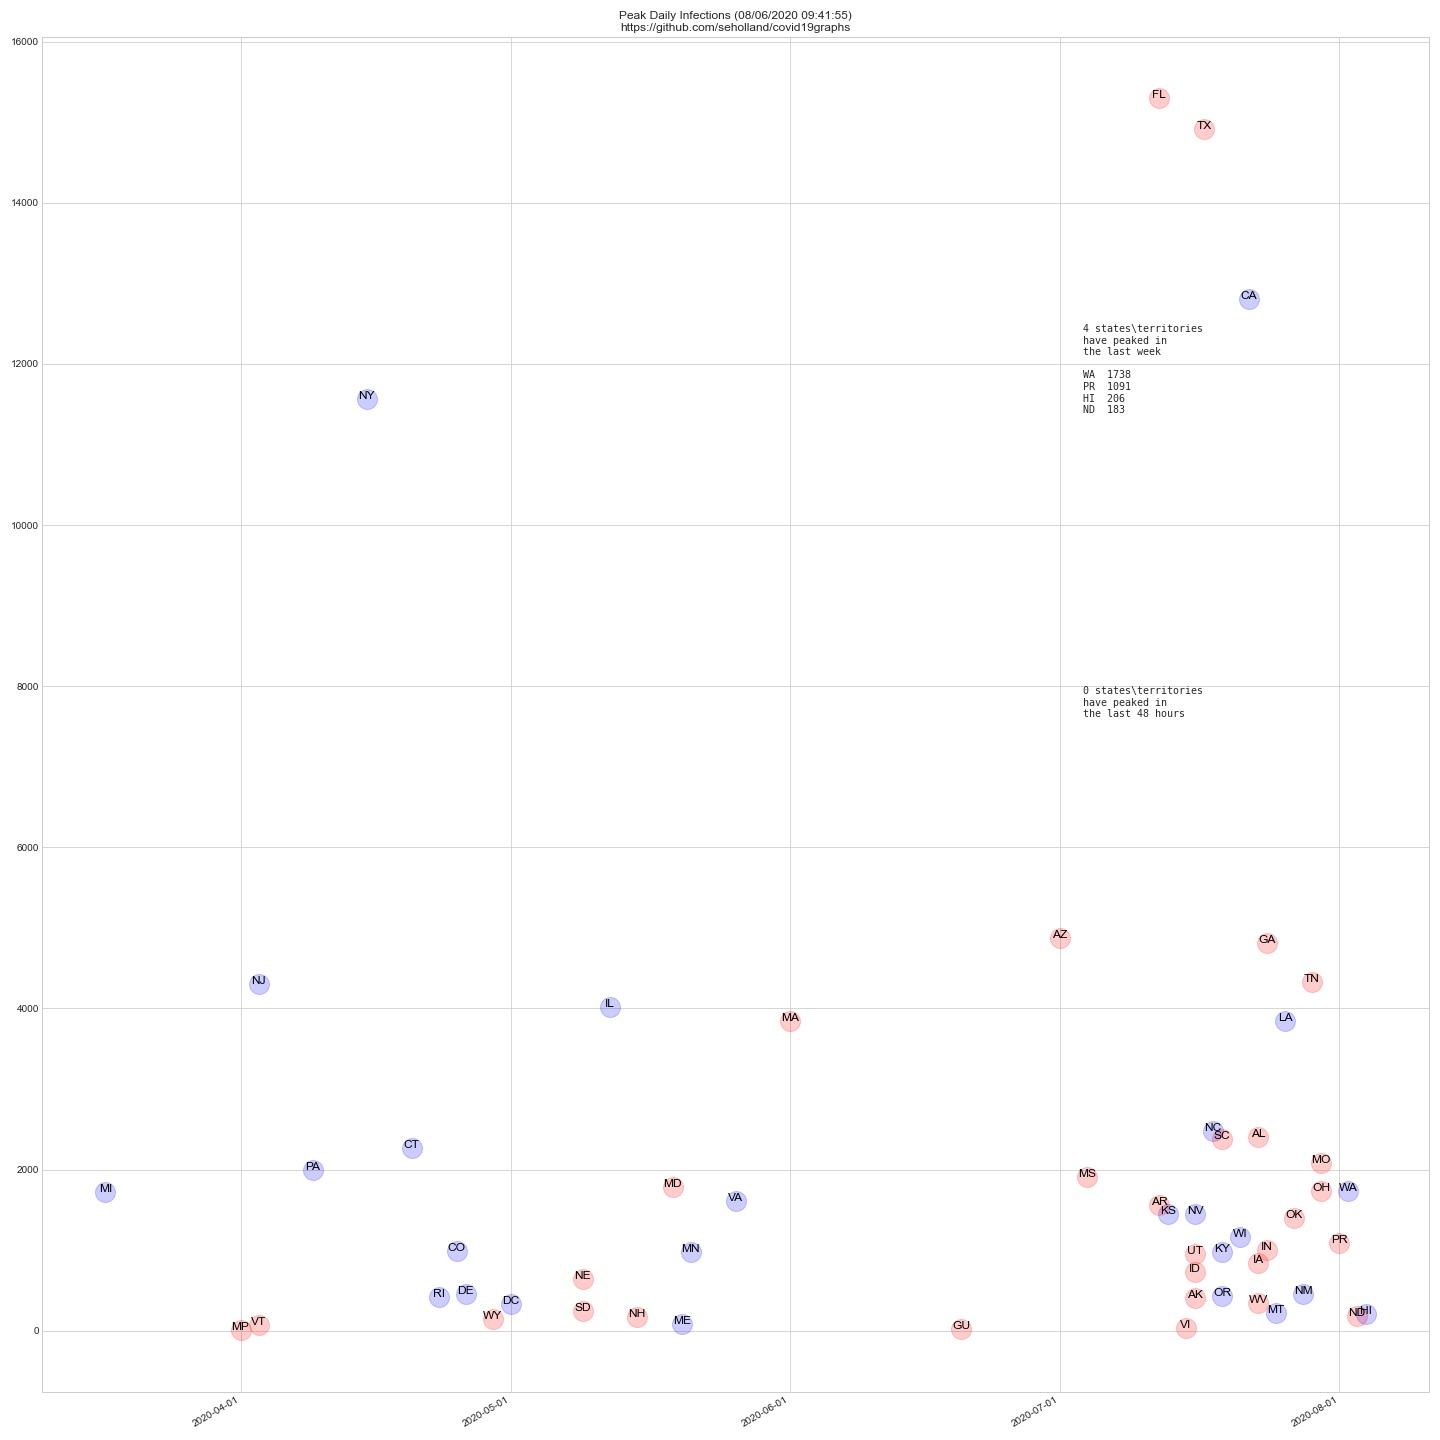 Peak Daily Infections (08/06/2020 09:41:55)
https://github.com/seholland/covid19graphs
16000
FL
TX
14000
CA
4 states\territories
have peaked in
the last week
12000
WA 1738
PR 1091
HI 206
ND 183
NY
10000
8000
0 states\territories
have peaked in
the last 48 hours
6000
AZ
GA
NJ
TN
IL
4000
MA
LA
NC
SC
AL
CT
PA
2000
MO
MI
MD
MS
OH
WA
VA
AR
KS
NV
OK
WI
PR
CO
MN
UT
KY
IN
IA
NE
ID
RI
DE
DC
SD
AK
OR
WV
NM
MT
WY
NH
ME
MP
VT
GU
VI
ND
HI
0
2020-04-01
2020-05-01
2020-06-01
2020-07-01
2020-08-01